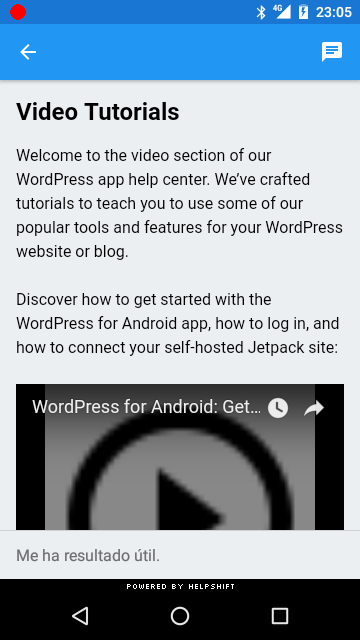 4G 23:05
Video Tutorials
Welcome to the video section of our
WordPress app help center. We’ve crafted
tutorials to teach you to use some of our
popular tools and features for your WordPress
website or blog.
Discover how to get started with the
WordPress for Android app, how to log in, and
how to connect your self-hosted Jetpack site:
WordPress for Android: Get...
Me ha resultado útil.
POWERED BY HELPSHIFT